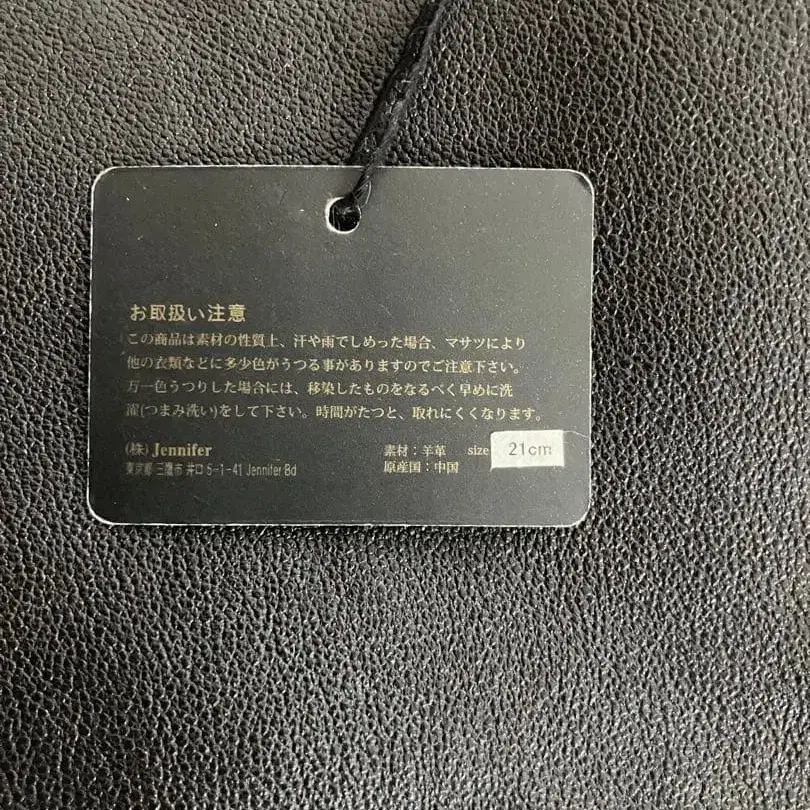 お取扱い注意
この商品は素材の性質上、汗や雨でしめった場合、マサツにより
他の衣類などに多少色がうつる事がありますのでご注意下さい。
万一色うつりした場合には、移染したものをなるべく早めに洗
濯(つまみ洗い)をして下さい。時間がたつと、取れにくくなります。
(株) Jennifer
東京都 三鷹市 井口 5-1-41 Jennifer Bd
素材：羊革 size 21cm
原産国：中国